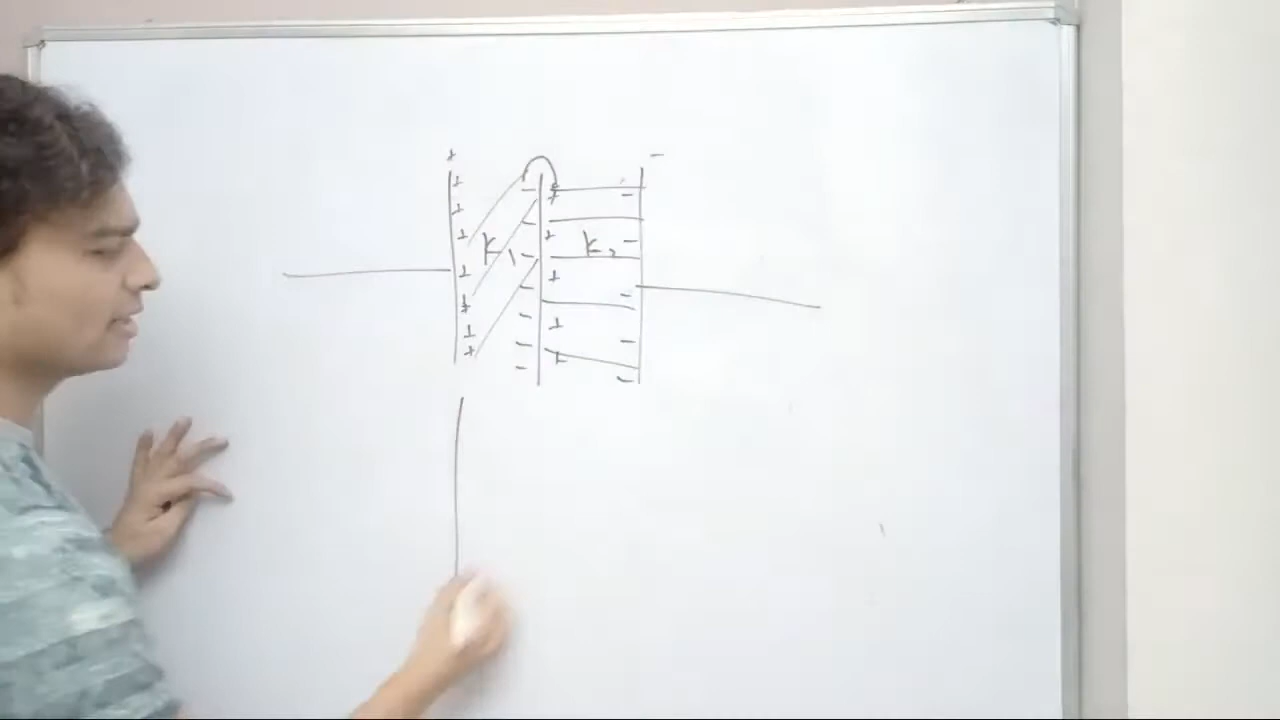 + -
+ - + -
+ - 
+ K₁ - + K₂ -
+ - +
+ - + -
+ - -
+ - + -